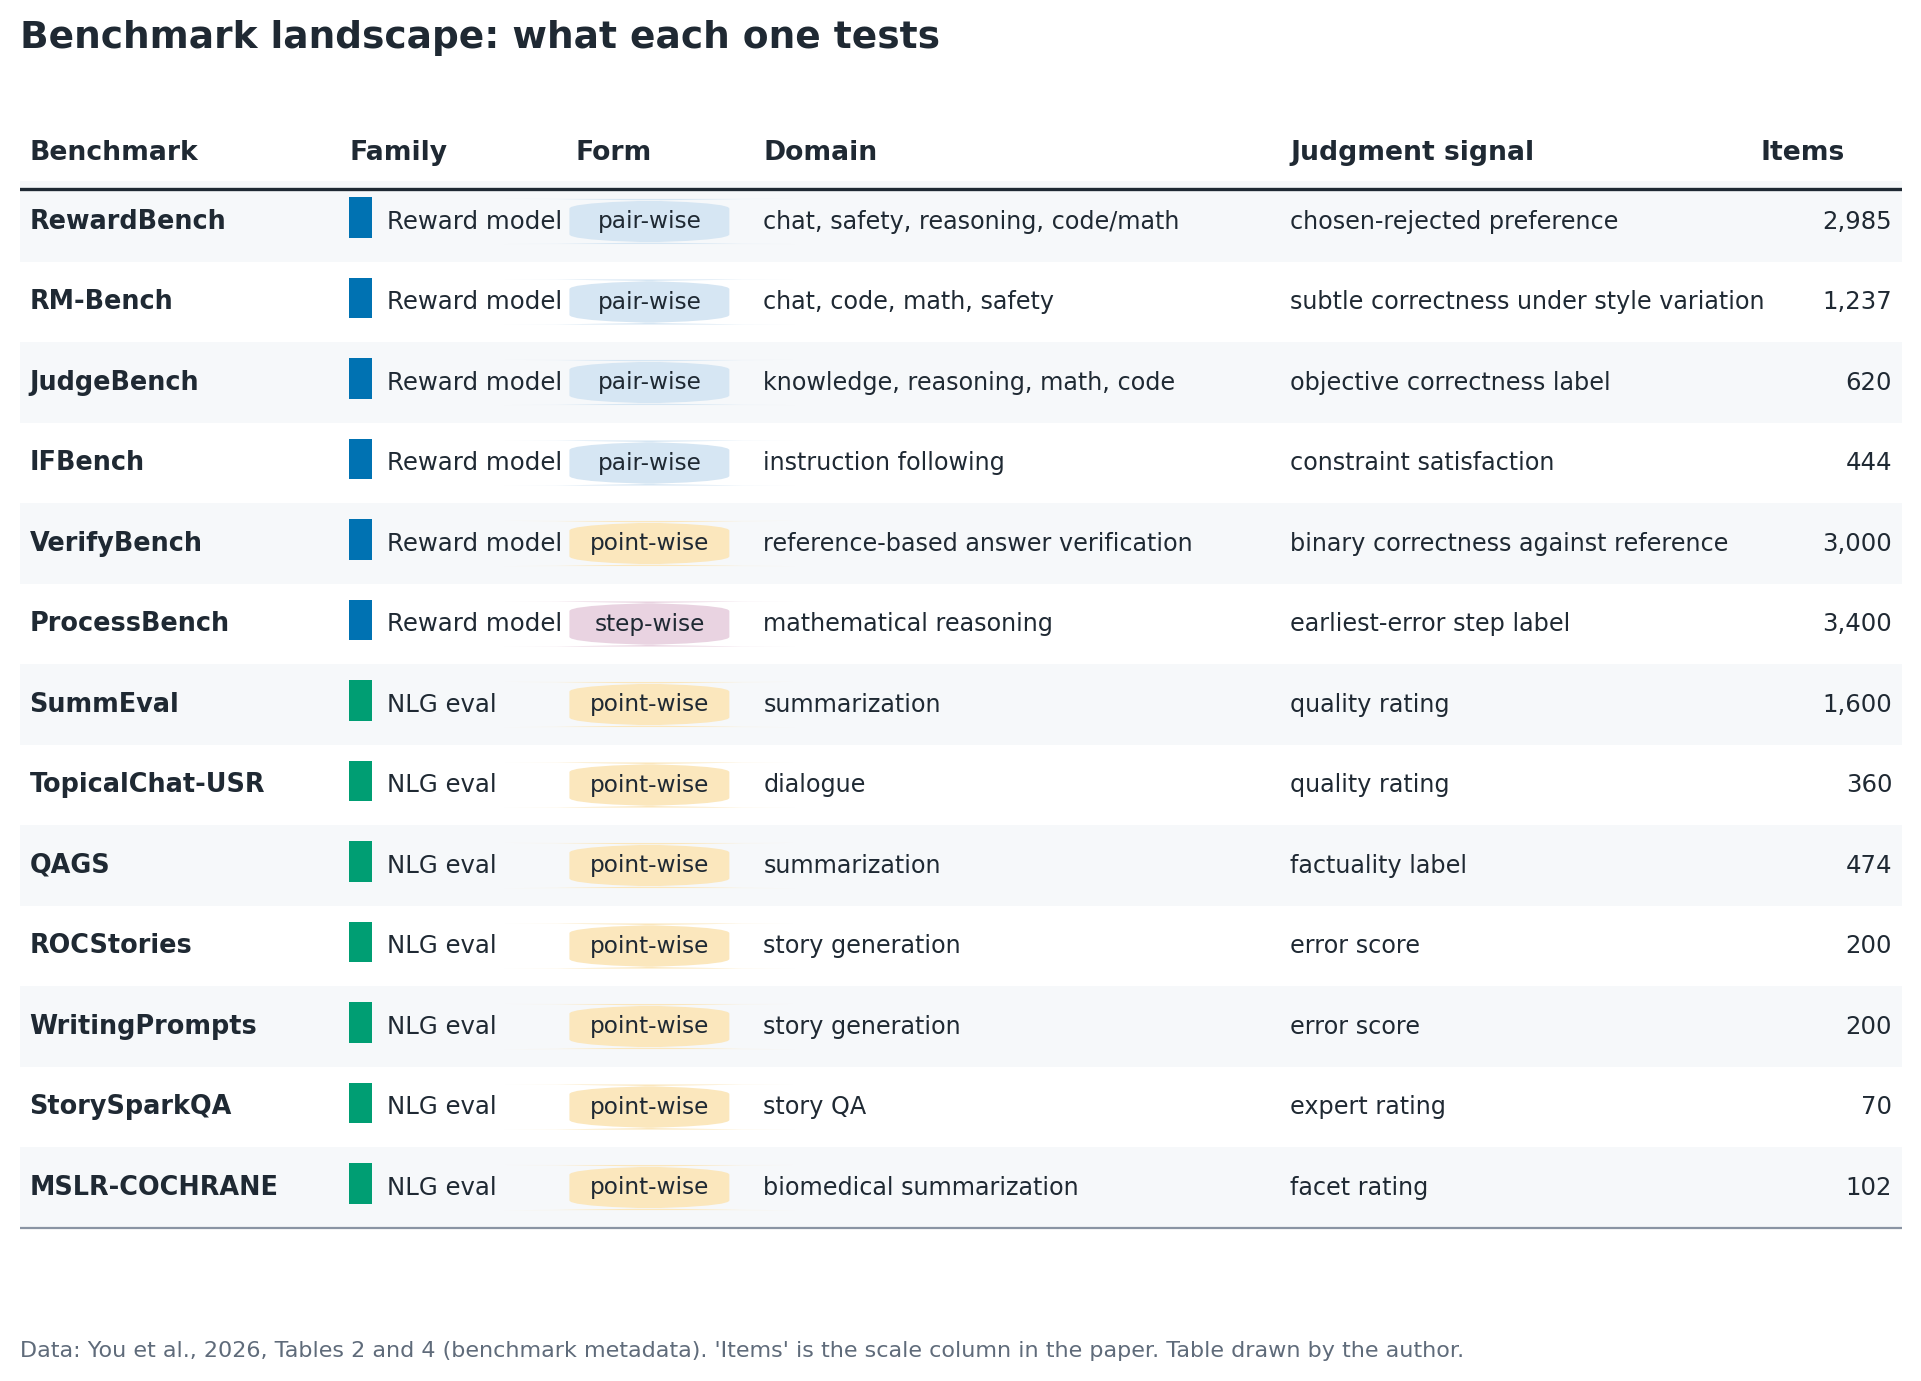 Benchmark landscape: what each one tests
Benchmark Family Form Domain Judgment signal Items
RewardBench Reward model pair-wise chat, safety, reasoning, code/math chosen-rejected preference 2,985
RM-Bench Reward model pair-wise chat, code, math, safety subtle correctness under style variation 1,237
JudgeBench Reward model pair-wise knowledge, reasoning, math, code objective correctness label 620
IFBench Reward model pair-wise instruction following constraint satisfaction 444
VerifyBench Reward model point-wise reference-based answer verification binary correctness against reference 3,000
ProcessBench Reward model step-wise mathematical reasoning earliest-error step label 3,400
SummEval NLG eval point-wise summarization quality rating 1,600
TopicalChat-USR NLG eval point-wise dialogue quality rating 360
QAGS NLG eval point-wise summarization factuality label 474
ROCStories NLG eval point-wise story generation error score 200
WritingPrompts NLG eval point-wise story generation error score 200
StorySparkQA NLG eval point-wise story QA expert rating 70
MSLR-COCHRANE NLG eval point-wise biomedical summarization facet rating 102
Data: You et al., 2026, Tables 2 and 4 (benchmark metadata). 'Items' is the scale column in the paper. Table drawn by the author.